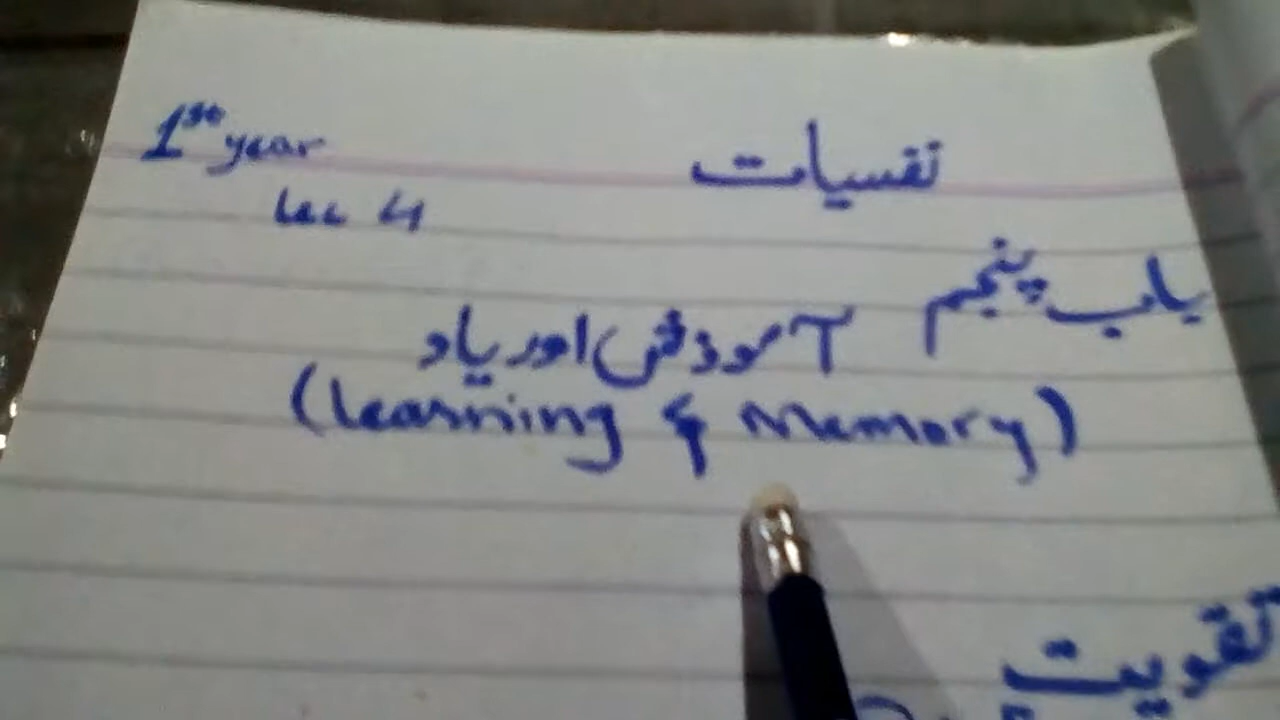 1st year
نفسیات
Lec 4
باب پنجم
آموزش اور یاد
(Learning & Memory)
تقویت